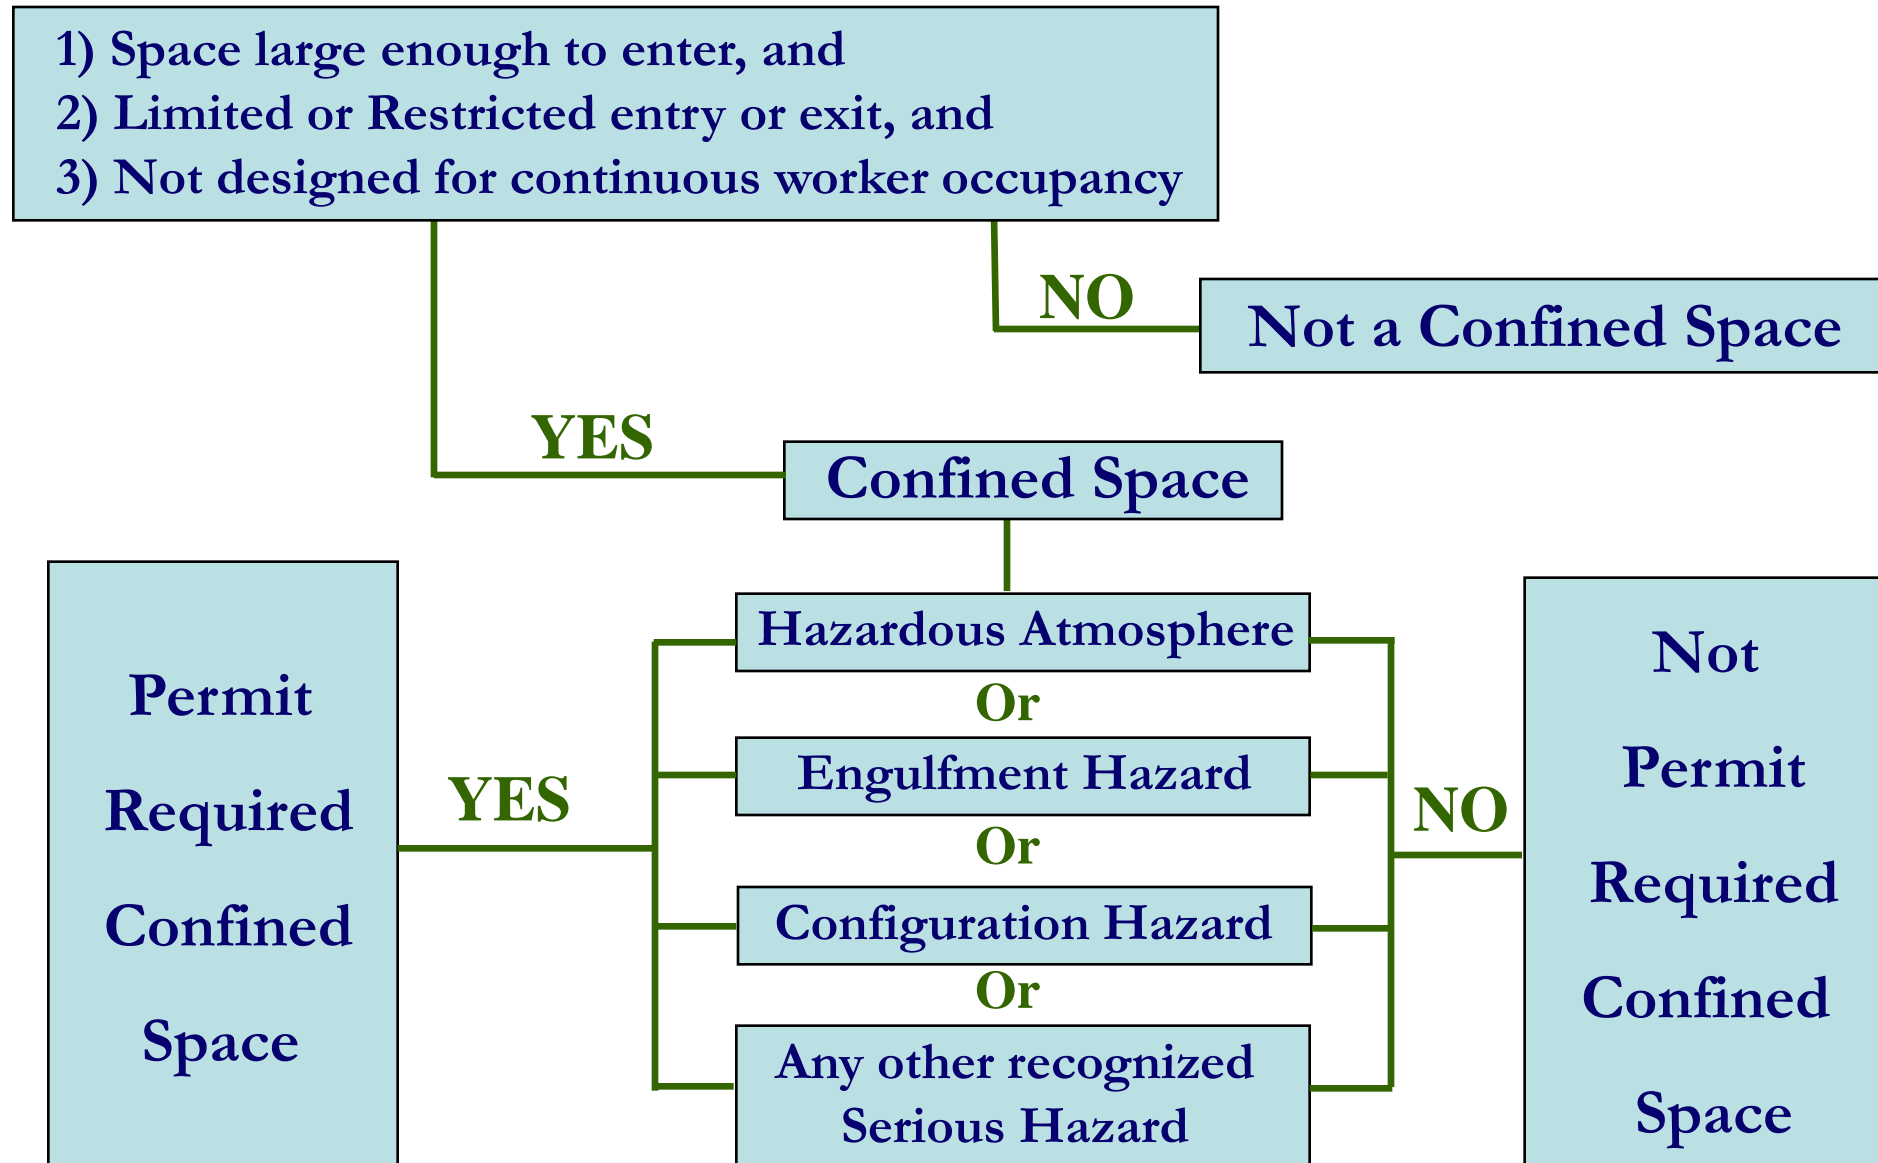 1) Space large enough to enter, and
2) Limited or Restricted entry or exit, and
3) Not designed for continuous worker occupancy
NO
Not a Confined Space
YES
Confined Space
Permit
Required
Confined
Space
YES
Hazardous Atmosphere
Or
Engulfment Hazard
Or
Configuration Hazard
Or
Any other recognized
Serious Hazard
NO
Not
Permit
Required
Confined
Space